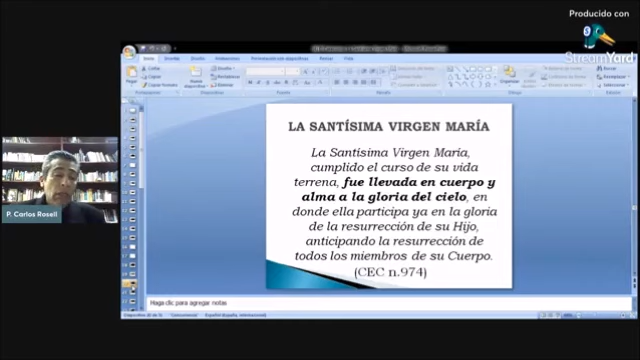 Producido con
StreamYard
Inicio
Pegar
LA SANTÍSIMA VIRGEN MARÍA
La Santisima Virgen María,
cumplido el curso de su vida
terrena, fue llevada en cuerpo y
alma a la gloria del cielo, en
donde ella participa ya en la gloria
de la resurrección de su Hijo,
anticipando la resurrección de
todos los miembros de su Cuerpo.
(CEC n.974)
P. Carlos Rosell
Haga clic para agregar notas